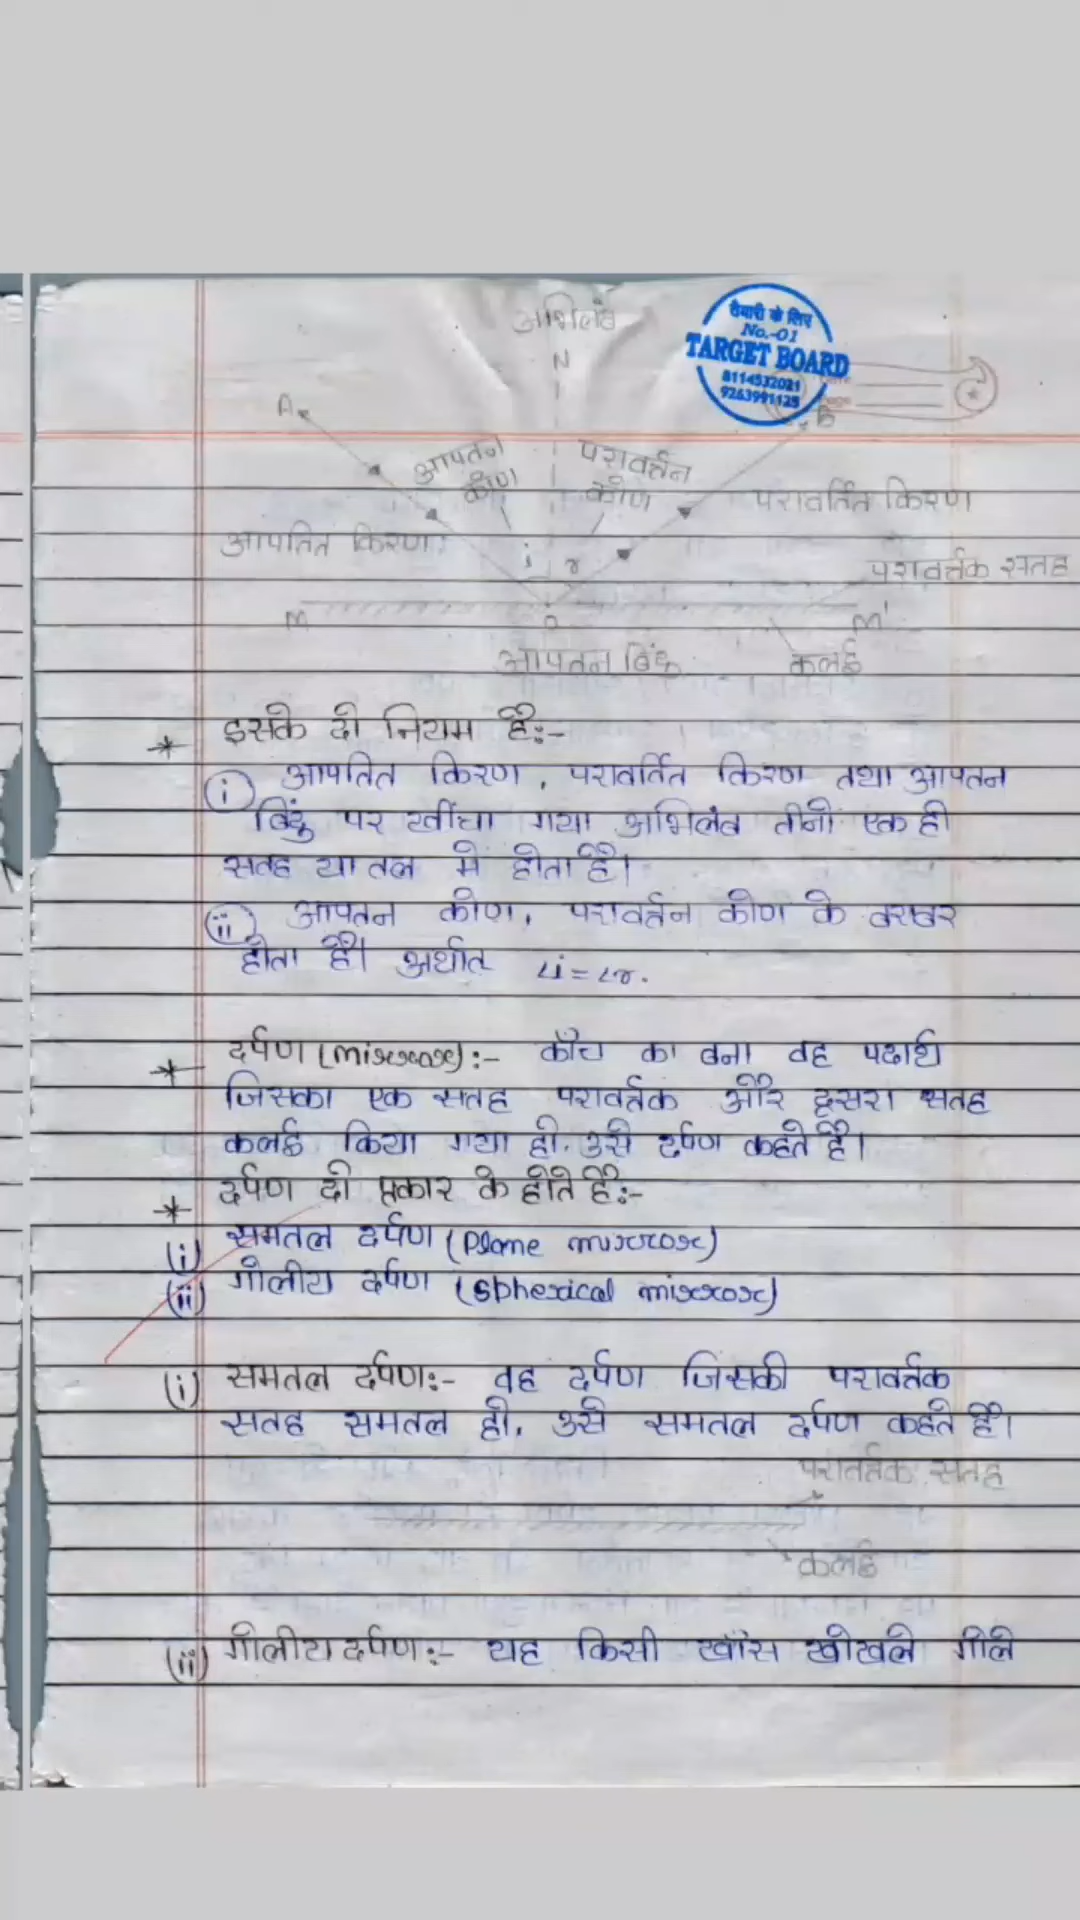 अभिलंब
N
तैयारी के लिए
No.-01
TARGET BOARD
8114532021
9263991125
A
B
आपतन कोण
परावर्त्तन कोण
परावर्तित किरण
आपतित किरण
i
r
परावर्त्तक सतह
M
O
M'
आपतन बिंदु
कलई
* इसके दो नियम हैं:-
(i) आपतित किरण, परावर्तित किरण तथा आपतन
बिंदु पर खींचा गया अभिलंब तीनों एक ही
सतह या तल में होता है।
(ii) आपतन कोण, परावर्त्तन कोण के बराबर
होता है। अर्थात ∠i = ∠r.
* दर्पण (mirror):- काँच का बना वह पदार्थ
जिसका एक सतह परावर्त्तक और दूसरा सतह
कलई किया गया हो, उसे दर्पण कहते है।
* दर्पण दो प्रकार के होते हैं:-
(i) समतल दर्पण (Plane murror)
(ii) गोलीय दर्पण (Spherical mirror)
(i) समतल दर्पण:- वह दर्पण जिसकी परावर्त्तक
सतह समतल हो, उसे समतल दर्पण कहते है।
परावर्त्तक सतह
कलई
(ii) गोलीय दर्पण:- यह किसी खाँस खोखले गोले